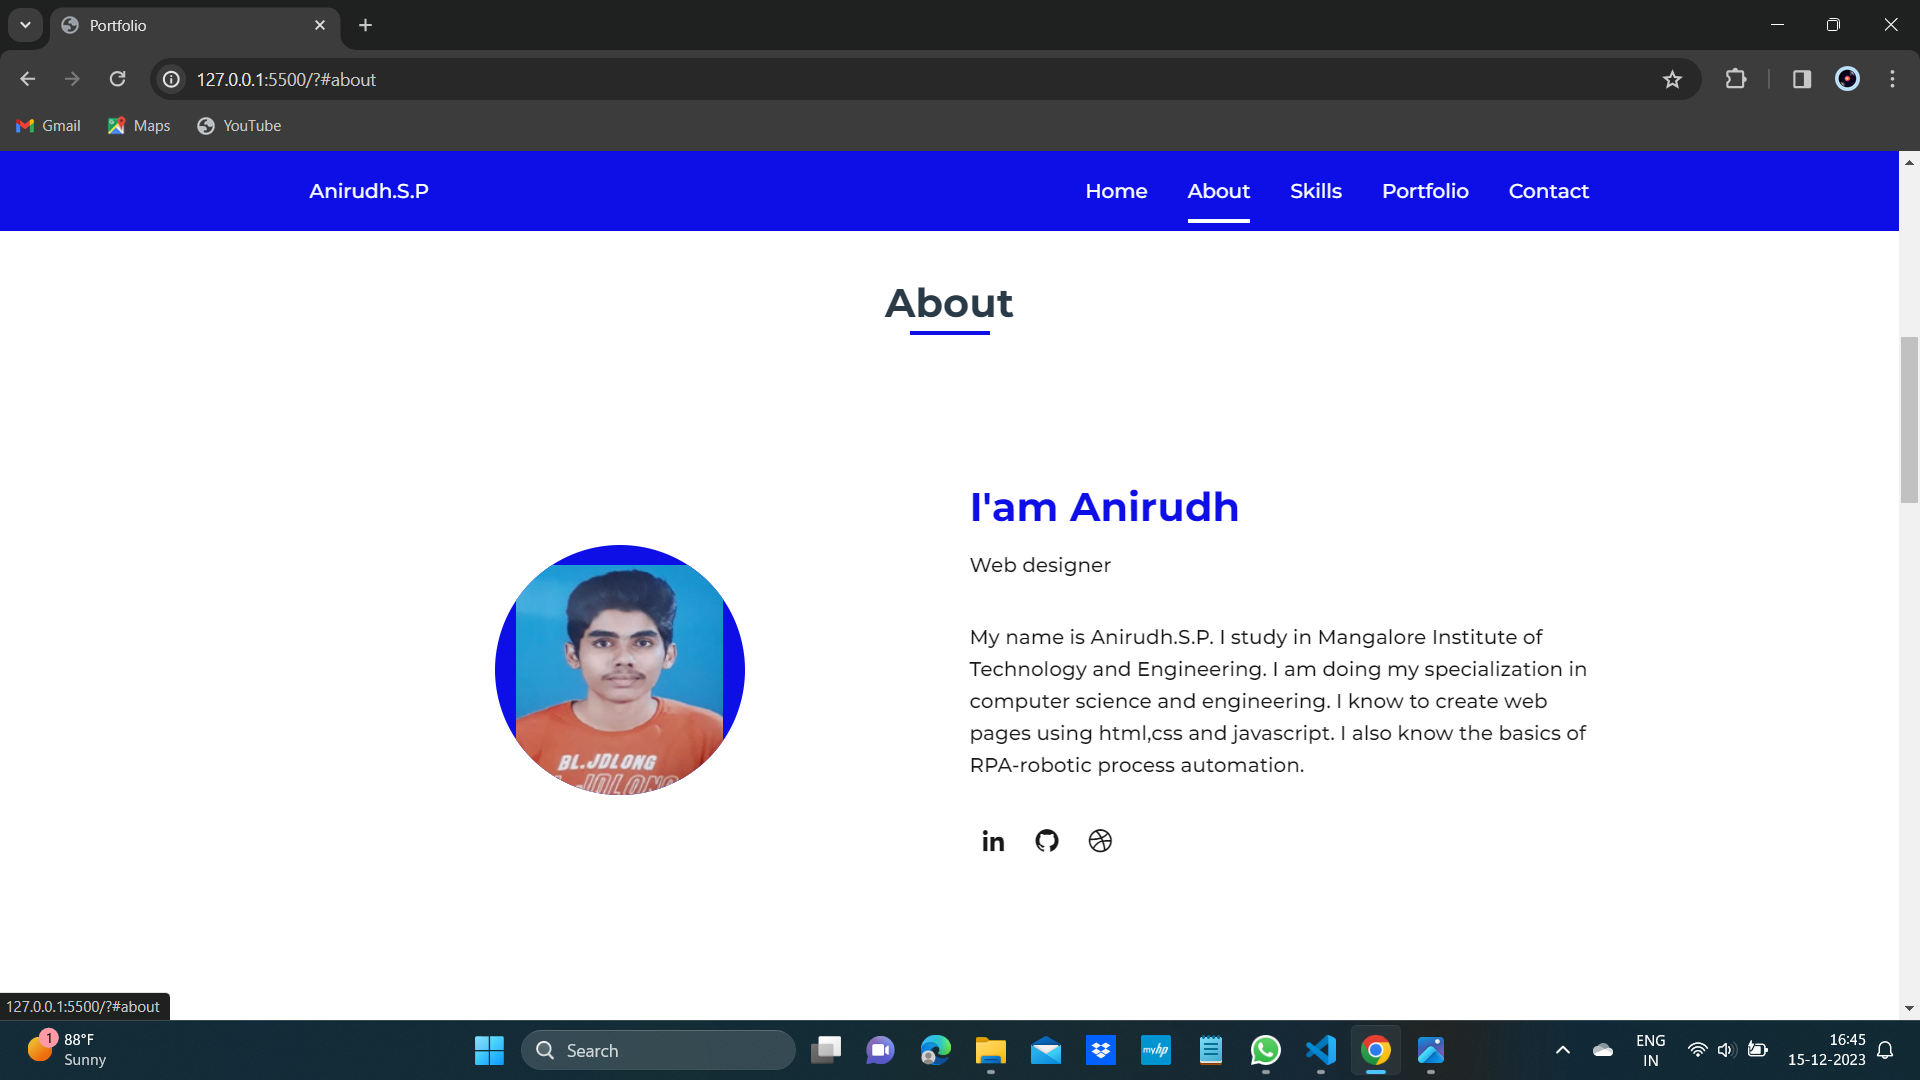 Portfolio
127.0.0.1:5500/?#about
Gmail Maps YouTube
Anirudh.S.P Home About Skills Portfolio Contact
About
I'am Anirudh
Web designer
My name is Anirudh.S.P. I study in Mangalore Institute of
Technology and Engineering. I am doing my specialization in
computer science and engineering. I know to create web
pages using html,css and javascript. I also know the basics of
RPA-robotic process automation.
BL.JDLONG
BL.JDLONG
in
127.0.0.1:5500/?#about
1
88°F
Sunny
Search
myhp
ENG
IN
16:45
15-12-2023